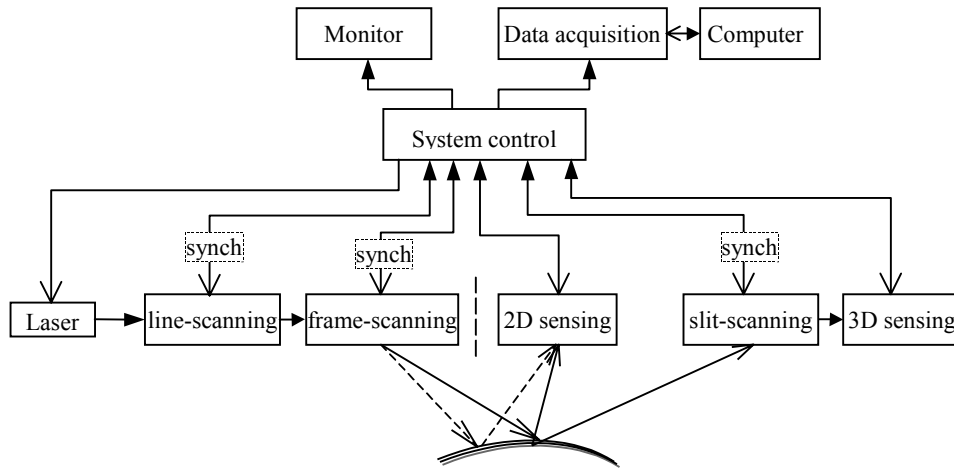 Monitor
Data acquisition
Computer
System control
synch
synch
synch
Laser
line-scanning
frame-scanning
2D sensing
slit-scanning
3D sensing